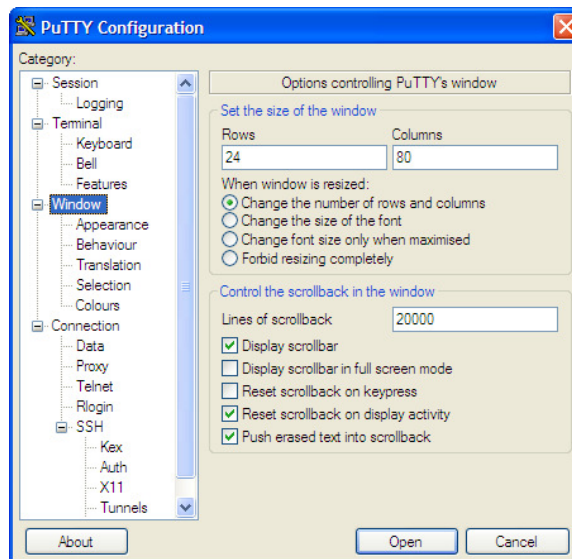 PuTTY Configuration
Category:
Session
Logging
Terminal
Keyboard
Bell
Features
Window
Appearance
Behaviour
Translation
Selection
Colours
Connection
Data
Proxy
Telnet
Rlogin
SSH
Kex
Auth
X11
Tunnels
Options controlling PuTTY's window
Set the size of the window
Rows Columns
24 80
When window is resized:
Change the number of rows and columns
Change the size of the font
Change font size only when maximised
Forbid resizing completely
Control the scrollback in the window
Lines of scrollback 20000
Display scrollbar
Display scrollbar in full screen mode
Reset scrollback on keypress
Reset scrollback on display activity
Push erased text into scrollback
About Open Cancel